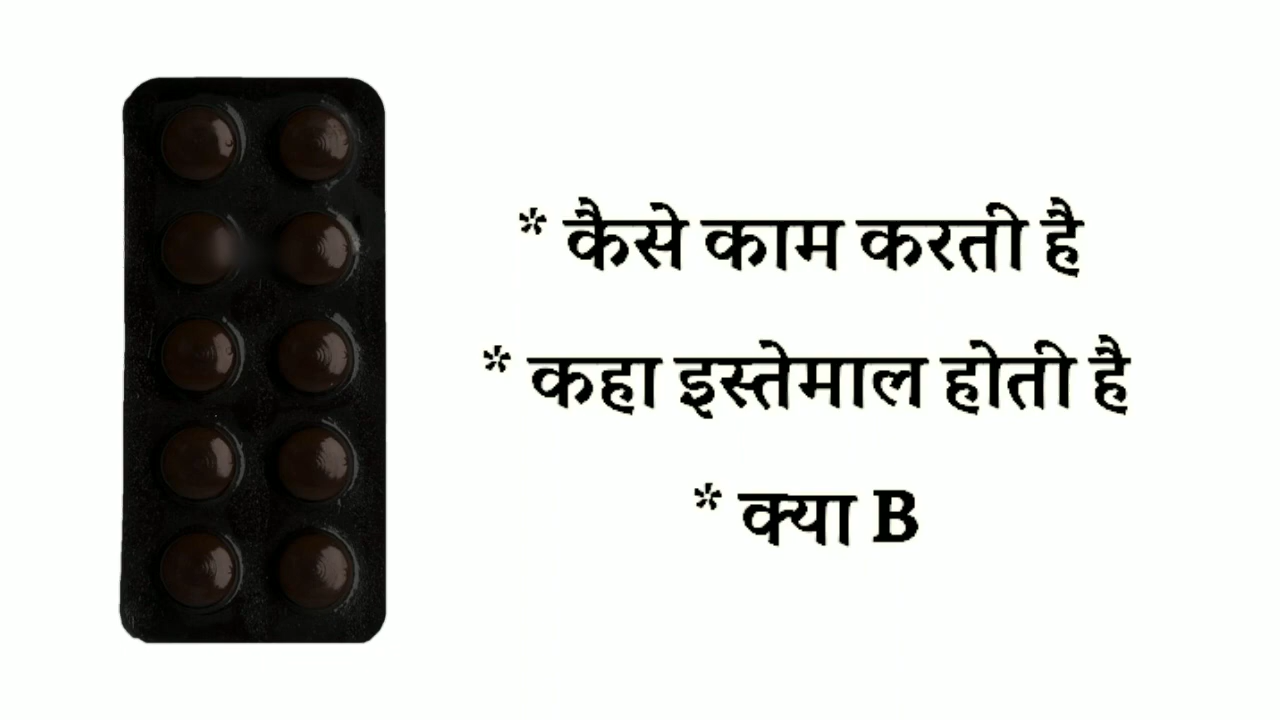 * कैसे काम करती है
* कहा इस्तेमाल होती है
* क्या B